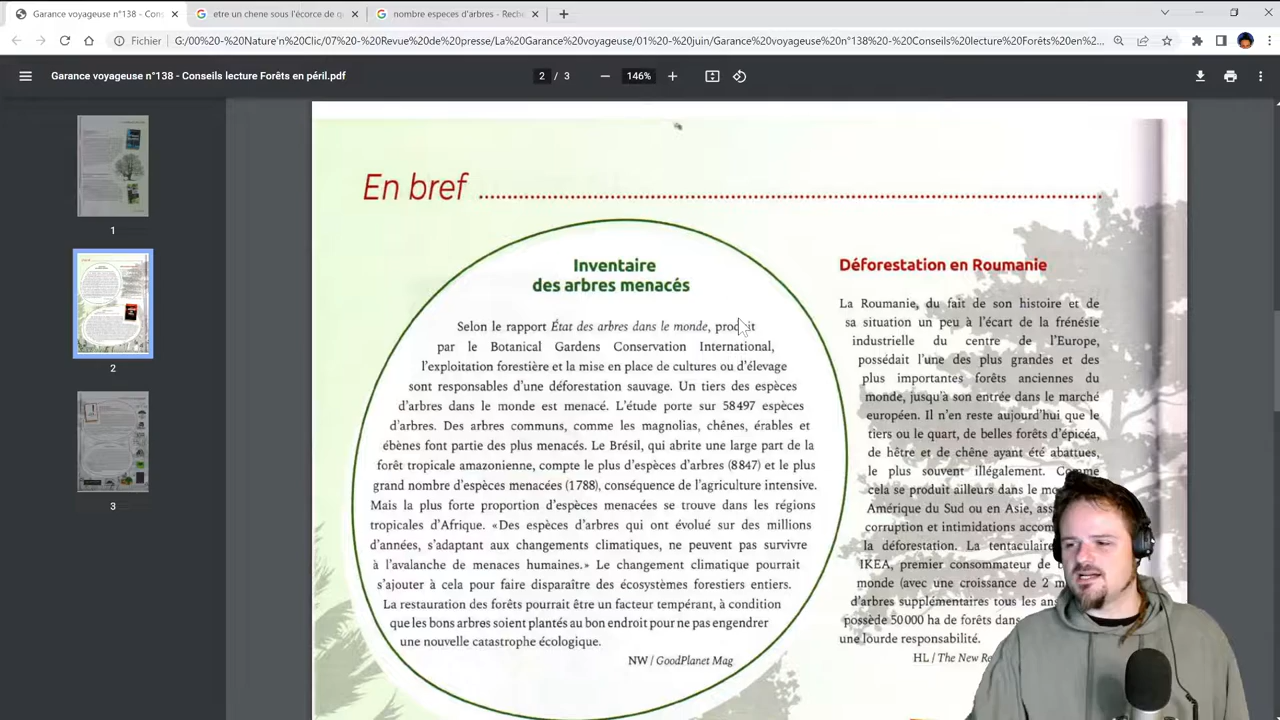 Garance voyageuse n°138 - Cons
etre un chene sous l'écorce de q
nombre especes d'arbres - Reche
Fichier
G:/00%20-%20Nature'n%20Clic/07%20-%20Revue%20de%20presse/La%20Garance%20voyageuse/01%20-%20juin/Garance%20voyageuse%20n°138%20-%20Conseils%20lecture%20Forêts%20en%...
Garance voyageuse n°138 - Conseils lecture Forêts en péril.pdf
2 / 3
146%
1
2
3
En bref
Inventaire
des arbres menacés
Selon le rapport État des arbres dans le monde, produit
par le Botanical Gardens Conservation International,
l'exploitation forestière et la mise en place de cultures ou d'élevage
sont responsables d'une déforestation sauvage. Un tiers des espèces
d'arbres dans le monde est menacé. L'étude porte sur 58497 espèces
d'arbres. Des arbres communs, comme les magnolias, chênes, érables et
ébènes font partie des plus menacés. Le Brésil, qui abrite une large part de la
forêt tropicale amazonienne, compte le plus d'espèces d'arbres (8847) et le plus
grand nombre d'espèces menacées (1788), conséquence de l'agriculture intensive.
Mais la plus forte proportion d'espèces menacées se trouve dans les régions
tropicales d'Afrique. «Des espèces d'arbres qui ont évolué sur des millions
d'années, s'adaptant aux changements climatiques, ne peuvent pas survivre
à l'avalanche de menaces humaines.» Le changement climatique pourrait
s'ajouter à cela pour faire disparaître des écosystèmes forestiers entiers.
La restauration des forêts pourrait être un facteur tempérant, à condition
que les bons arbres soient plantés au bon endroit pour ne pas engendrer
une nouvelle catastrophe écologique.
NW / GoodPlanet Mag
Déforestation en Roumanie
La Roumanie, du fait de son histoire et de
sa situation un peu à l'écart de la frénésie
industrielle du centre de l'Europe,
possédait l'une des plus grandes et des
plus importantes forêts anciennes du
monde, jusqu'à son entrée dans le marché
européen. Il n'en reste aujourd'hui que le
tiers ou le quart, de belles forêts d'épicéa,
de hêtre et de chêne ayant été abattues,
le plus souvent illégalement. Comme
cela se produit ailleurs dans le mo
Amérique du Sud ou en Asie, ass
corruption et intimidations accom
la déforestation. La tentaculaire
IKEA, premier consommateur de
monde (avec une croissance de 2 m
d'arbres supplémentaires tous les ans
possède 50000 ha de forêts dans
une lourde responsabilité.
HL / The New Re